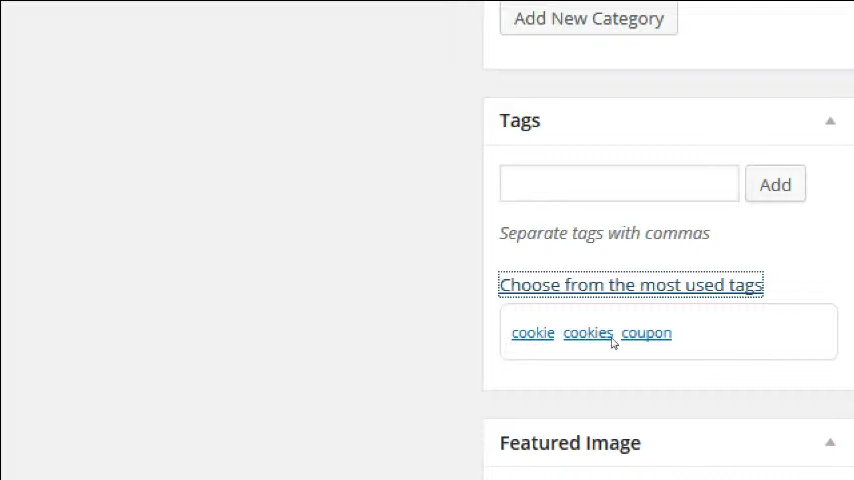 Add New Category
Tags
Add
Separate tags with commas
Choose from the most used tags
cookie cookies coupon
Featured Image